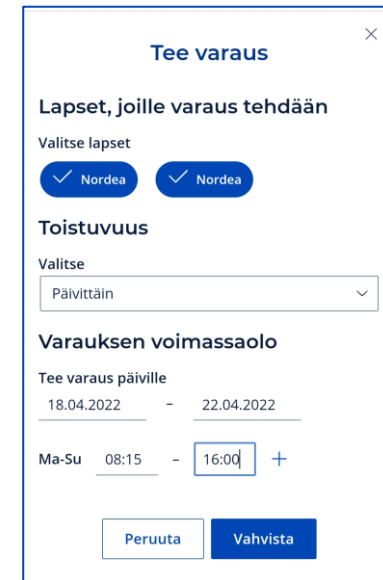 Tee varaus
Lapset, joille varaus tehdään
Valitse lapset
Nordea Nordea
Toistuvuus
Valitse
Päivittäin
Varauksen voimassaolo
Tee varaus päiville
18.04.2022 – 22.04.2022
Ma-Su 08:15 – 16:00 +
Peruuta Vahvista